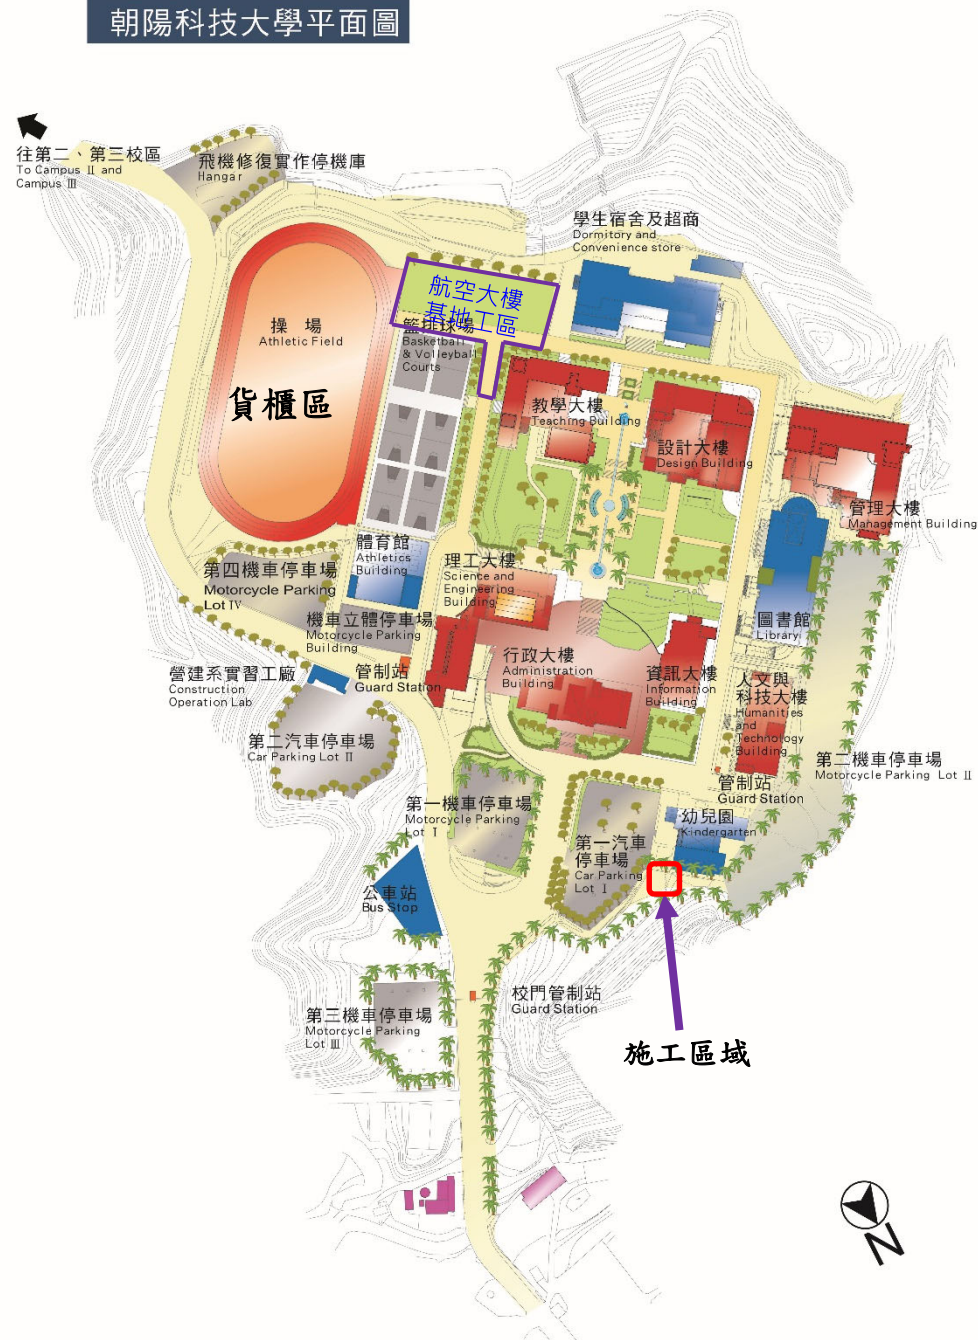 朝陽科技大學平面圖
往第二、第三校區
To Campus Ⅱ and
Campus Ⅲ
飛機修復實作停機庫
Hangar
學生宿舍及超商
Dormitory and
Convenience store
航空大樓
基地工區
籃排球場
Basketball
& Volleyball
Courts
操 場
Athletic Field
貨櫃區
教學大樓
Teaching Building
設計大樓
Design Building
管理大樓
Management Building
體育館
Athletics
Building
理工大樓
Science and
Engineering
Building
第四機車停車場
Motorcycle Parking
Lot Ⅳ
機車立體停車場
Motorcycle Parking
Building
圖書館
Library
營建系實習工廠
Construction
Operation Lab
管制站
Guard Station
行政大樓
Administration
Building
資訊大樓
Information
Building
人文與
科技大樓
Humanities
and
Technology
Building
第二汽車停車場
Car Parking Lot Ⅱ
第二機車停車場
Motorcycle Parking Lot Ⅱ
管制站
Guard Station
第一機車停車場
Motorcycle Parking
Lot Ⅰ
幼兒園
Kindergarten
第一汽車
停車場
Car Parking
Lot Ⅰ
公車站
Bus Stop
校門管制站
Guard Station
第三機車停車場
Motorcycle Parking
Lot Ⅲ
施工區域
N